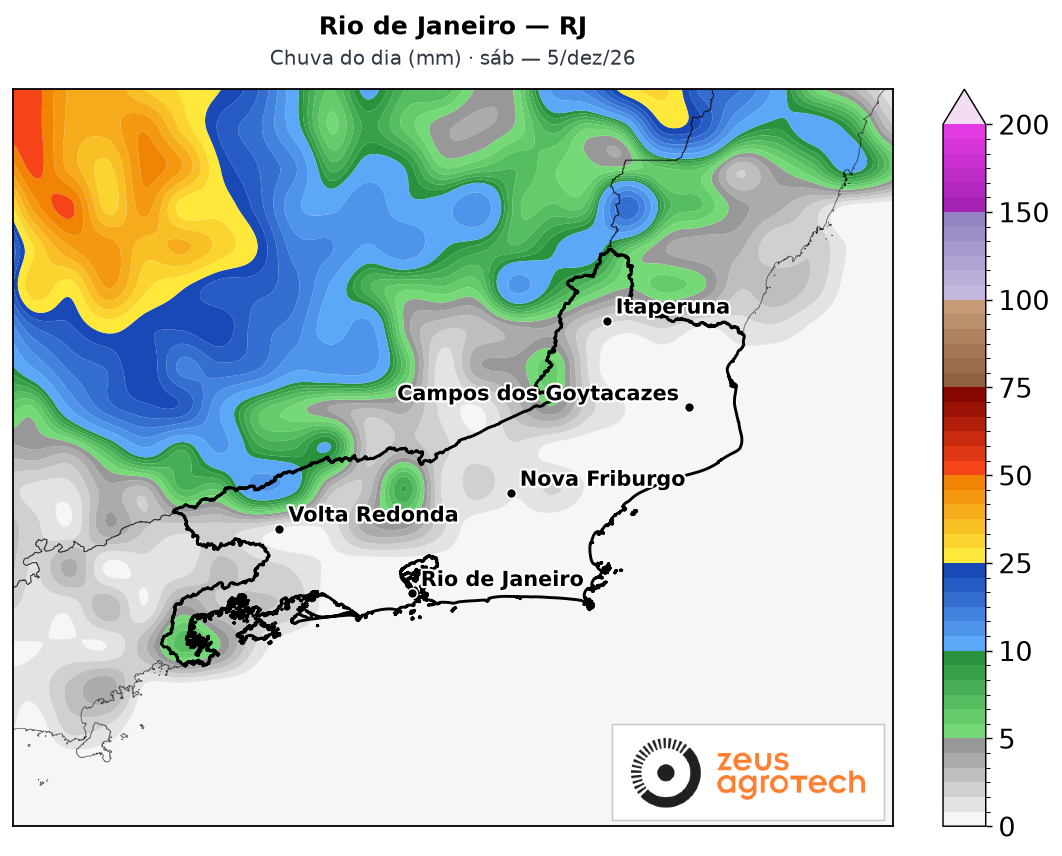 Rio de Janeiro — RJ
Chuva do dia (mm) · sáb — 5/dez/26
Itaperuna
Campos dos Goytacazes
Nova Friburgo
Volta Redonda
Rio de Janeiro
200
150
100
75
50
25
10
5
0
zeus
agrotech